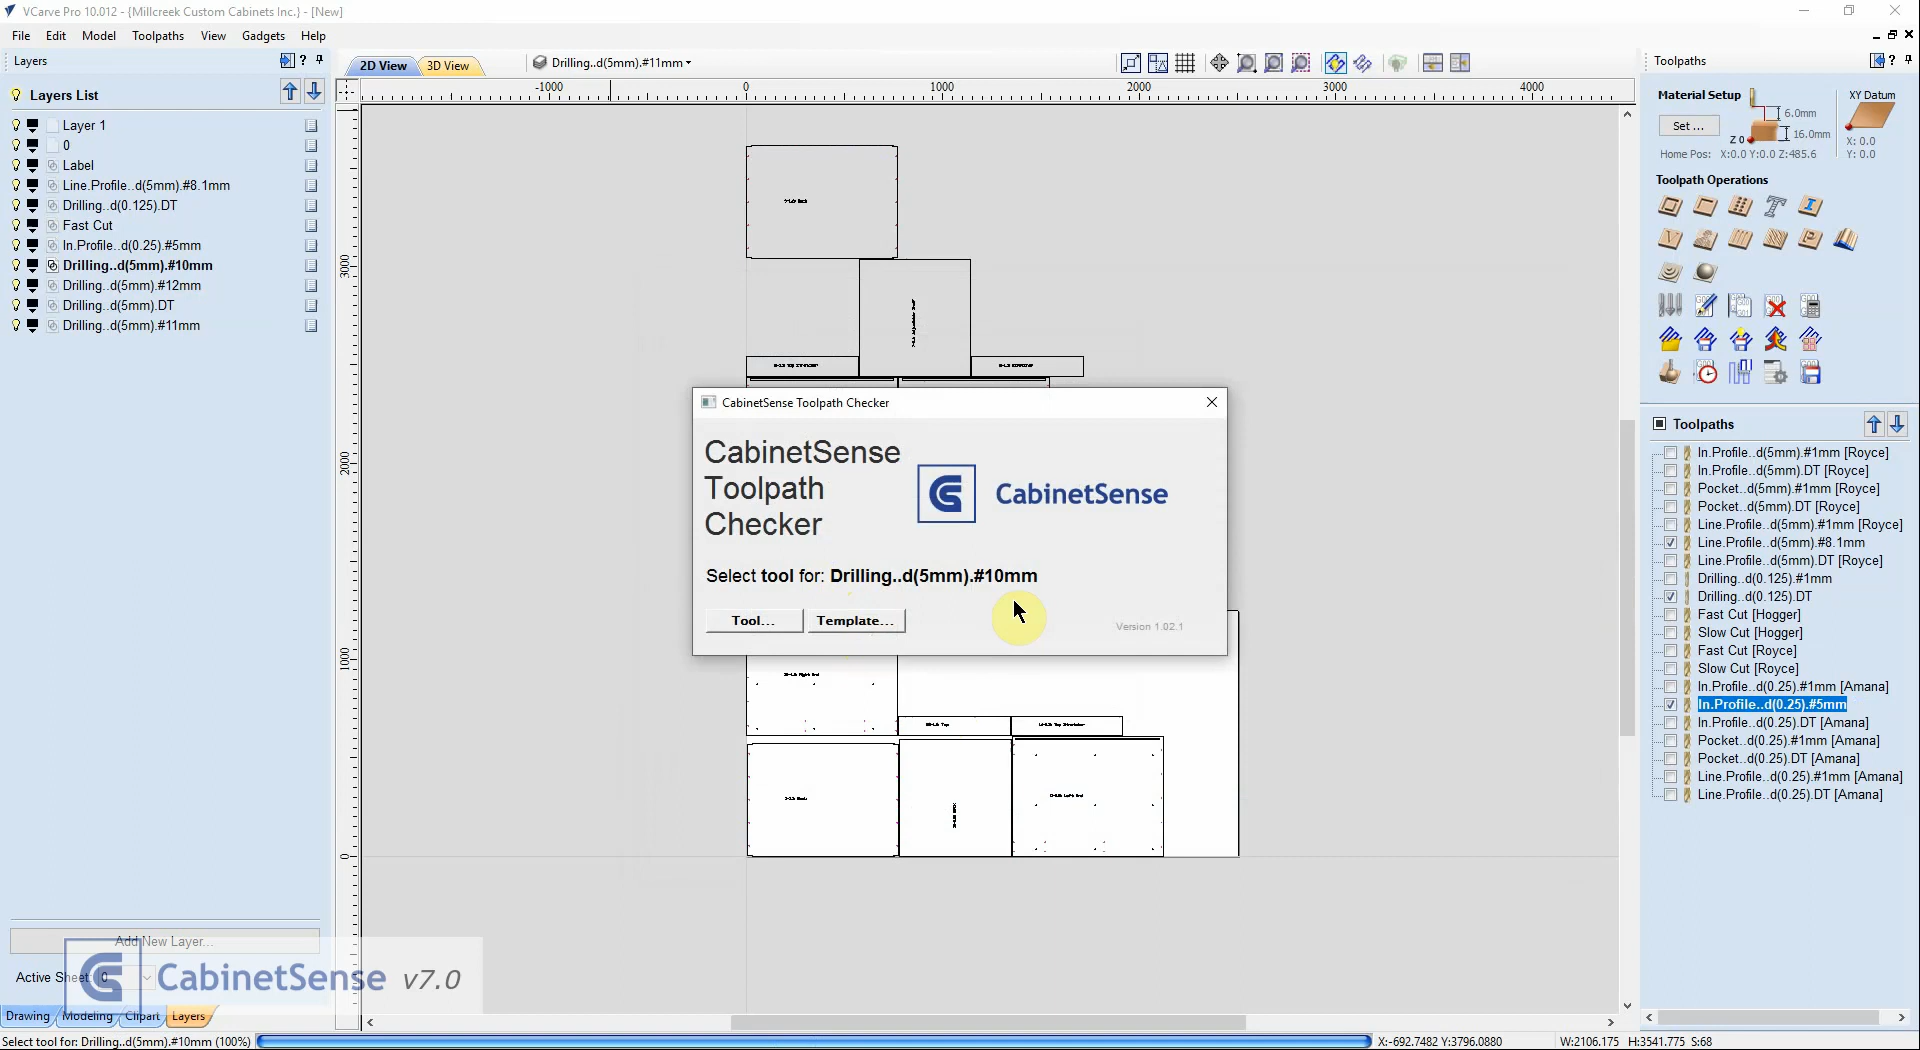 VCarve Pro 10.012 - {Millcreek Custom Cabinets Inc.} - [New]
File Edit Model Toolpaths View Gadgets Help
Layers ?
2D View 3D View Drilling..d(5mm).#11mm
Toolpaths ?
Layers List
Layer 1
0
Label
Line.Profile..d(5mm).#8.1mm
Drilling..d(0.125).DT
Fast Cut
In.Profile..d(0.25).#5mm
Drilling..d(5mm).#10mm
Drilling..d(5mm).#12mm
Drilling..d(5mm).DT
Drilling..d(5mm).#11mm
Add New Layer...
Active Sheet 0
CabinetSense v7.0
Drawing Modeling Clipart Layers
Select tool for: Drilling..d(5mm).#10mm (100%)
-1000 0 1000 2000 3000 4000
3000
2000
1000
0
CabinetSense Toolpath Checker
CabinetSense
Toolpath
Checker
CabinetSense
Select tool for: Drilling..d(5mm).#10mm
Tool... Template...
Version 1.02.1
Material Setup
Set ...
6.0mm
Z 0 16.0mm
XY Datum
X: 0.0
Y: 0.0
Home Pos: X:0.0 Y:0.0 Z:485.6
Toolpath Operations
Toolpaths
In.Profile..d(5mm).#1mm [Royce]
In.Profile..d(5mm).DT [Royce]
Pocket..d(5mm).#1mm [Royce]
Pocket..d(5mm).DT [Royce]
Line.Profile..d(5mm).#1mm [Royce]
Line.Profile..d(5mm).#8.1mm
Line.Profile..d(5mm).DT [Royce]
Drilling..d(0.125).#1mm
Drilling..d(0.125).DT
Fast Cut [Hogger]
Slow Cut [Hogger]
Fast Cut [Royce]
Slow Cut [Royce]
In.Profile..d(0.25).#1mm [Amana]
In.Profile..d(0.25).#5mm
In.Profile..d(0.25).DT [Amana]
Pocket..d(0.25).#1mm [Amana]
Pocket..d(0.25).DT [Amana]
Line.Profile..d(0.25).#1mm [Amana]
Line.Profile..d(0.25).DT [Amana]
X:-692.7482 Y:3796.0880 W:2106.175 H:3541.775 S:68